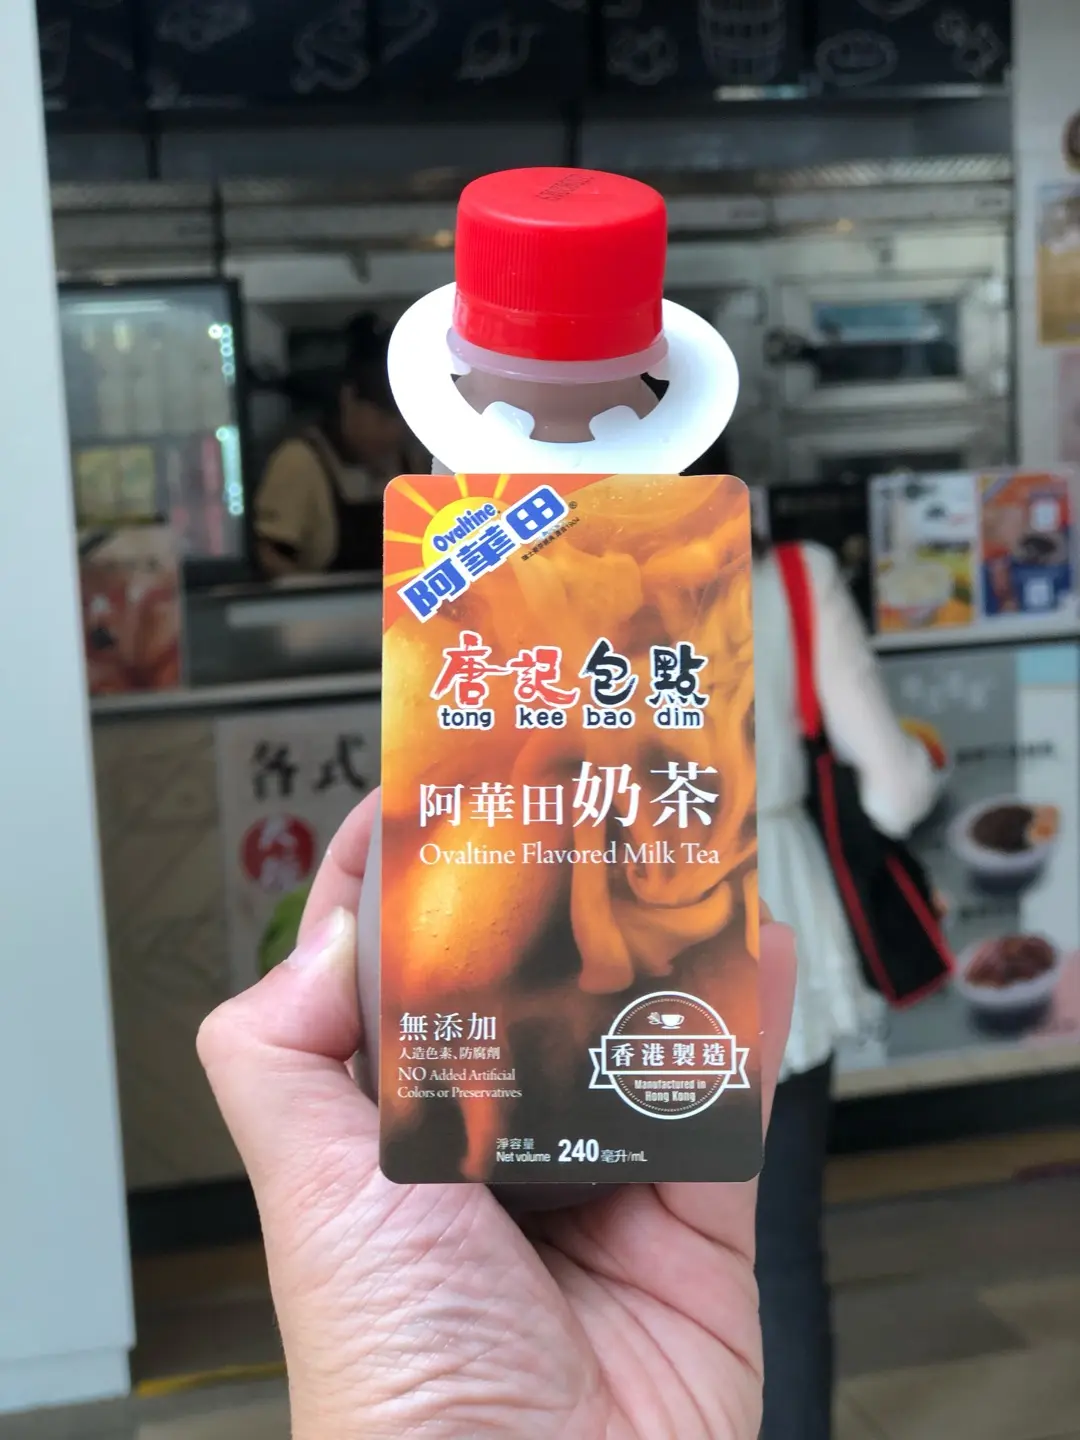 Ovaltine
阿華田®
唐記包點
tong kee bao dim
阿華田奶茶
Ovaltine Flavored Milk Tea
無添加
人造色素、防腐劑
NO Added Artificial
Colors or Preservatives
香港製造
Manufactured in
Hong Kong
淨容量
Net volume 240毫升/mL
各式